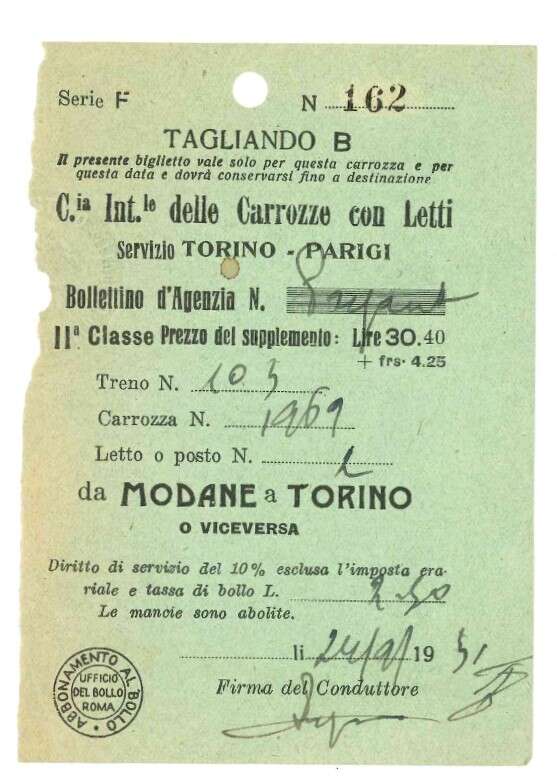 Serie F N 162
TAGLIANDO B
Il presente biglietto vale solo per questa carrozza e per
questa data e dovrà conservarsi fino a destinazione
C.ia Int.le delle Carrozze con Letti
Servizio TORINO - PARIGI
Bollettino d'Agenzia N.
IIª Classe Prezzo del supplemento: Lire 30.40
+ frs. 4.25
Treno N. 103
Carrozza N. 1969
Letto o posto N.
da MODANE a TORINO
O VICEVERSA
Diritto di servizio del 10% esclusa l'imposta era-
riale e tassa di bollo L. 2.50
Le mancie sono abolite.
li 24/9/1931
Firma del Conduttore
ABBONAMENTO AL BOLLO
UFFICIO
DEL BOLLO
ROMA